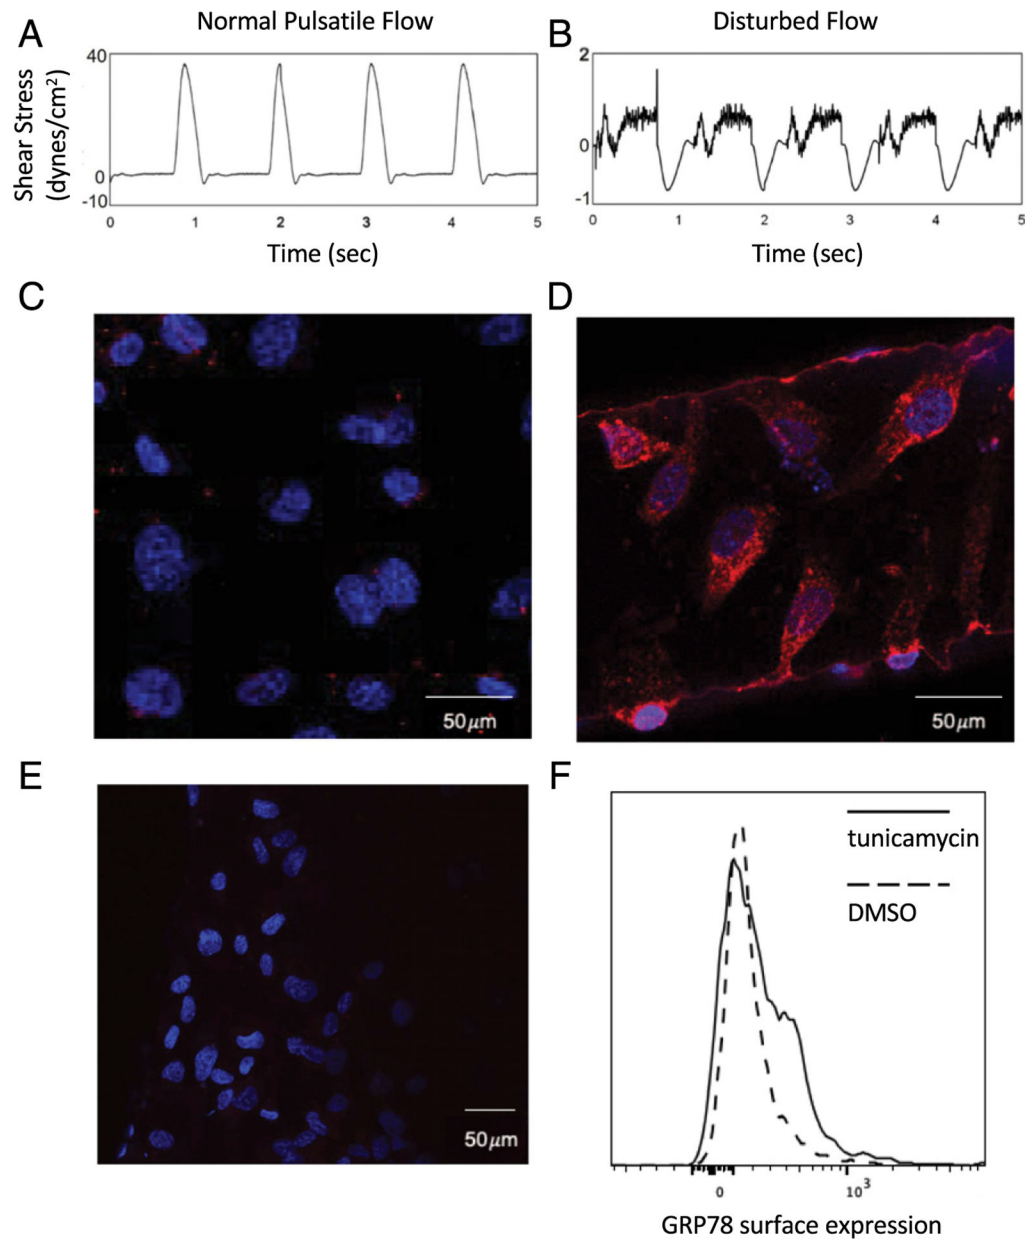 A
Normal Pulsatile Flow
B
Disturbed Flow
Shear Stress
(dynes/cm²)
40
0
-10
0 1 2 3 4 5
Time (sec)
2
0
-1
0 1 2 3 4 5
Time (sec)
C
50μm
D
50μm
E
50μm
F
tunicamycin
DMSO
0 10³
GRP78 surface expression